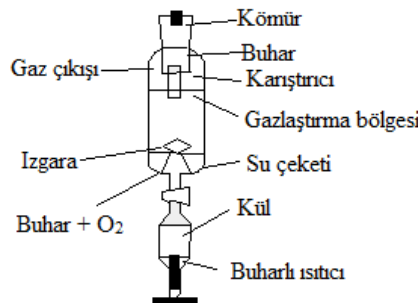 Kömür
Buhar
Gaz çıkışı
Karıştırıcı
Gazlaştırma bölgesi
Izgara
Su çeketi
Buhar + O₂
Kül
Buharlı ısıtıcı